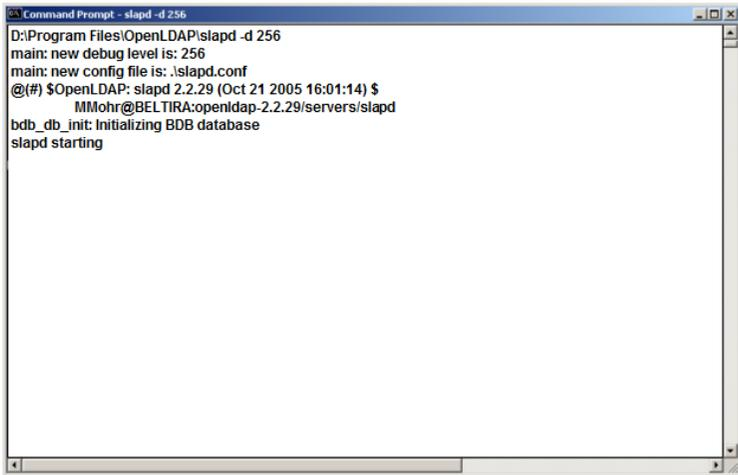 Command Prompt - slapd -d 256
D:\Program Files\OpenLDAP\slapd -d 256
main: new debug level is: 256
main: new config file is: .\slapd.conf
@(#) $OpenLDAP: slapd 2.2.29 (Oct 21 2005 16:01:14) $
MMohr@BELTIRA:openldap-2.2.29/servers/slapd
bdb_db_init: Initializing BDB database
slapd starting